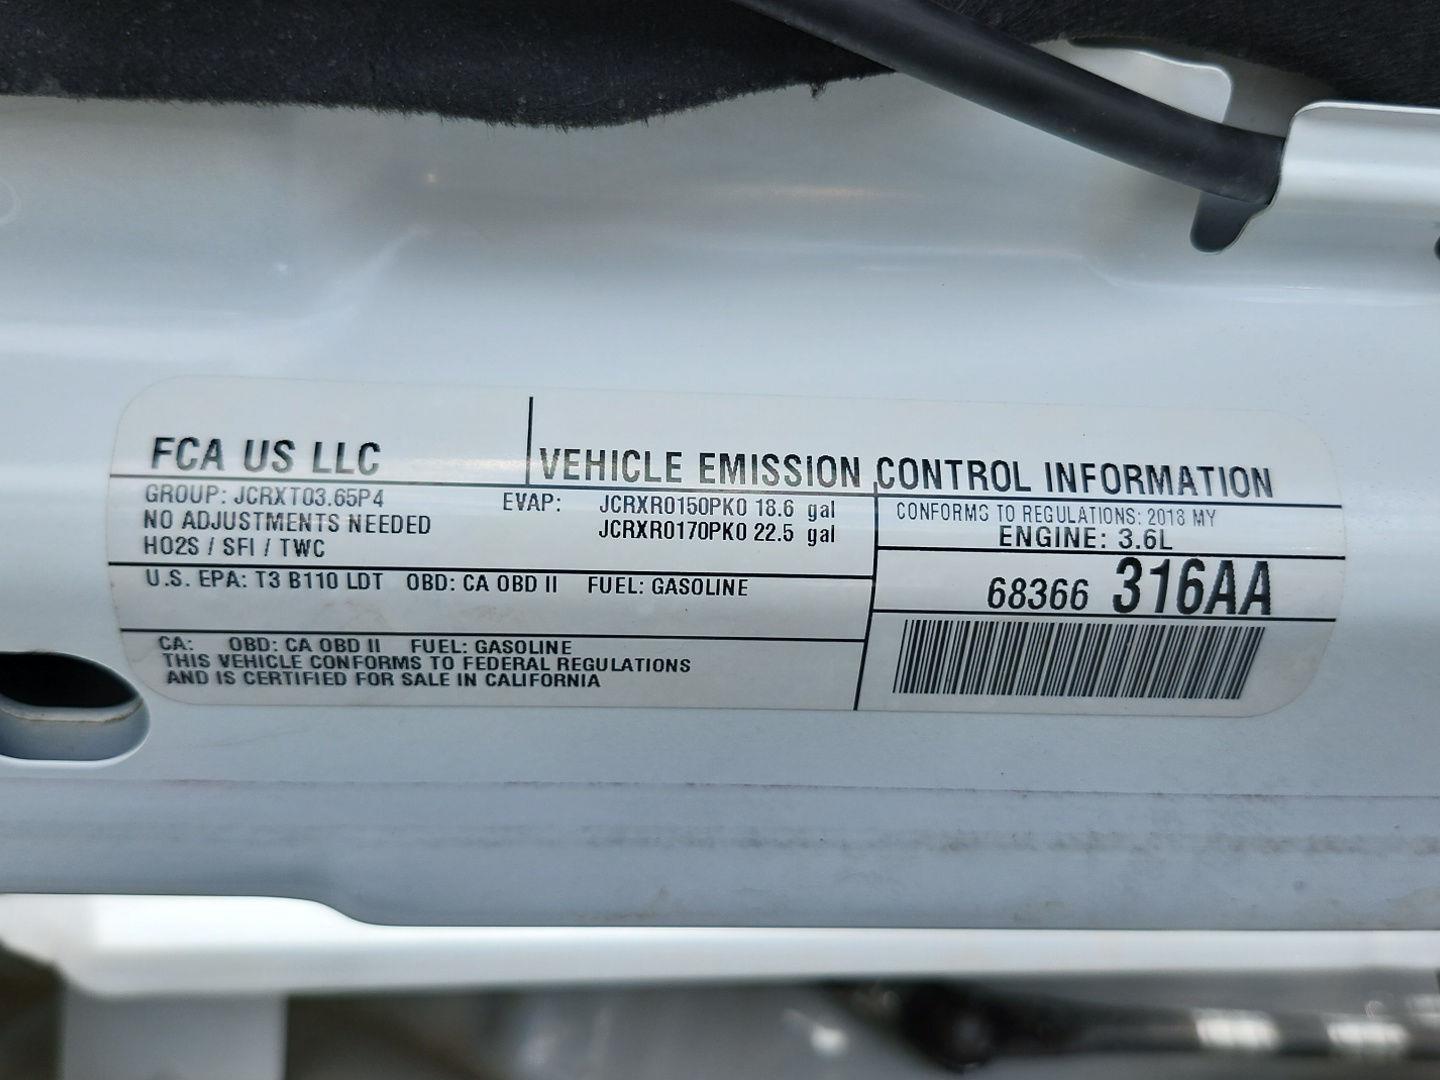 FCA US LLC
VEHICLE EMISSION CONTROL INFORMATION
GROUP: JCRXT03.65P4
NO ADJUSTMENTS NEEDED
HO2S / SFI / TWC
EVAP: JCRXR0150PK0 18.6 gal
JCRXR0170PK0 22.5 gal
CONFORMS TO REGULATIONS: 2018 MY
ENGINE: 3.6L
U.S. EPA: T3 B110 LDT OBD: CA OBD II FUEL: GASOLINE
68366 316AA
CA: OBD: CA OBD II FUEL: GASOLINE
THIS VEHICLE CONFORMS TO FEDERAL REGULATIONS
AND IS CERTIFIED FOR SALE IN CALIFORNIA